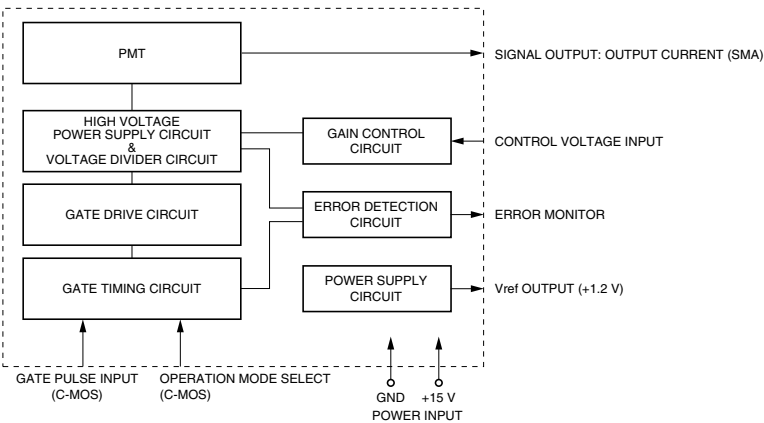 PMT
SIGNAL OUTPUT: OUTPUT CURRENT (SMA)
HIGH VOLTAGE
POWER SUPPLY CIRCUIT
&
VOLTAGE DIVIDER CIRCUIT
GAIN CONTROL
CIRCUIT
CONTROL VOLTAGE INPUT
GATE DRIVE CIRCUIT
ERROR DETECTION
CIRCUIT
ERROR MONITOR
GATE TIMING CIRCUIT
POWER SUPPLY
CIRCUIT
Vref OUTPUT (+1.2 V)
GATE PULSE INPUT
(C-MOS)
OPERATION MODE SELECT
(C-MOS)
GND
+15 V
POWER INPUT